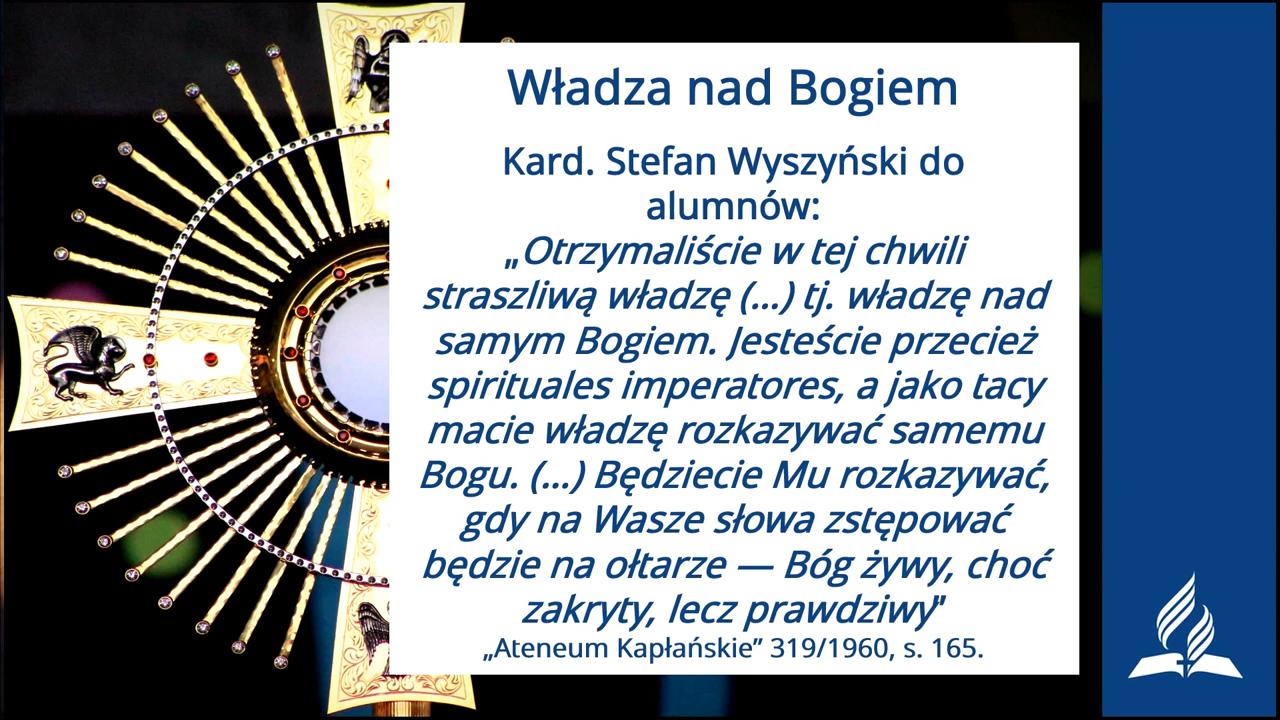 Władza nad Bogiem
Kard. Stefan Wyszyński do
alumnów:
„Otrzymaliście w tej chwili
straszliwą władzę (...) tj. władzę nad
samym Bogiem. Jesteście przecież
spirituales imperatores, a jako tacy
macie władzę rozkazywać samemu
Bogu. (...) Będziecie Mu rozkazywać,
gdy na Wasze słowa zstępować
będzie na ołtarze — Bóg żywy, choć
zakryty, lecz prawdziwy”
„Ateneum Kapłańskie” 319/1960, s. 165.